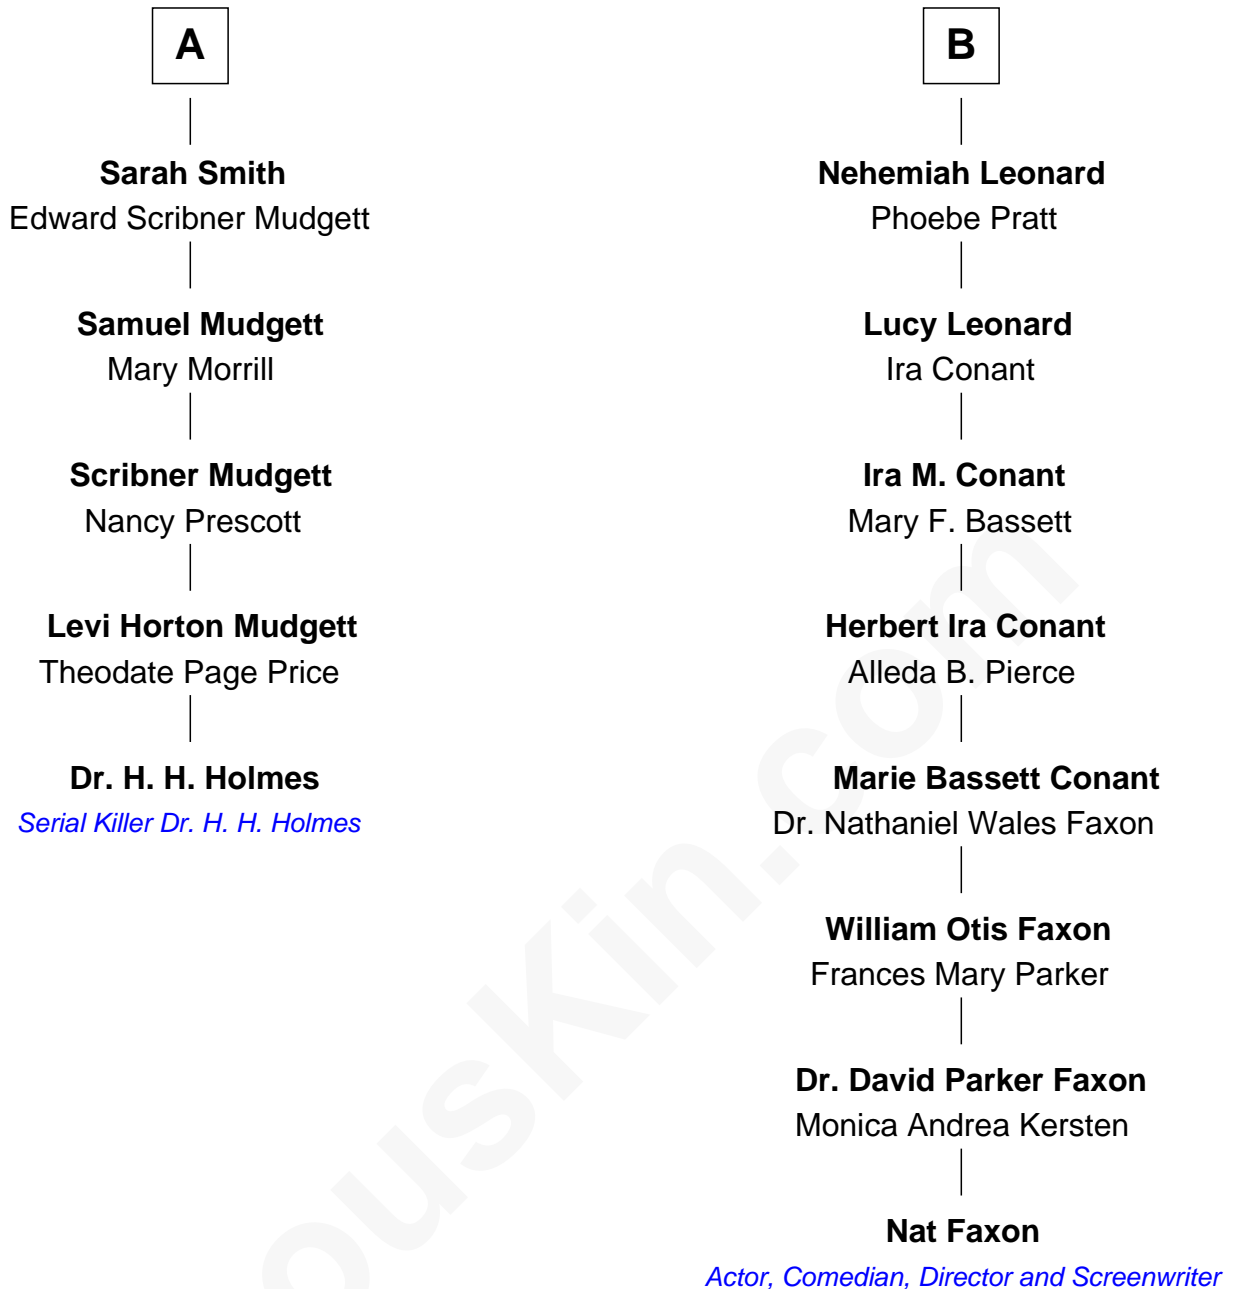 A
Sarah Smith
Edward Scribner Mudgett
Samuel Mudgett
Mary Morrill
Scribner Mudgett
Nancy Prescott
Levi Horton Mudgett
Theodate Page Price
Dr. H. H. Holmes
Serial Killer Dr. H. H. Holmes
B
Nehemiah Leonard
Phoebe Pratt
Lucy Leonard
Ira Conant
Ira M. Conant
Mary F. Bassett
Herbert Ira Conant
Alleda B. Pierce
Marie Bassett Conant
Dr. Nathaniel Wales Faxon
William Otis Faxon
Frances Mary Parker
Dr. David Parker Faxon
Monica Andrea Kersten
Nat Faxon
Actor, Comedian, Director and Screenwriter
ousKin.com